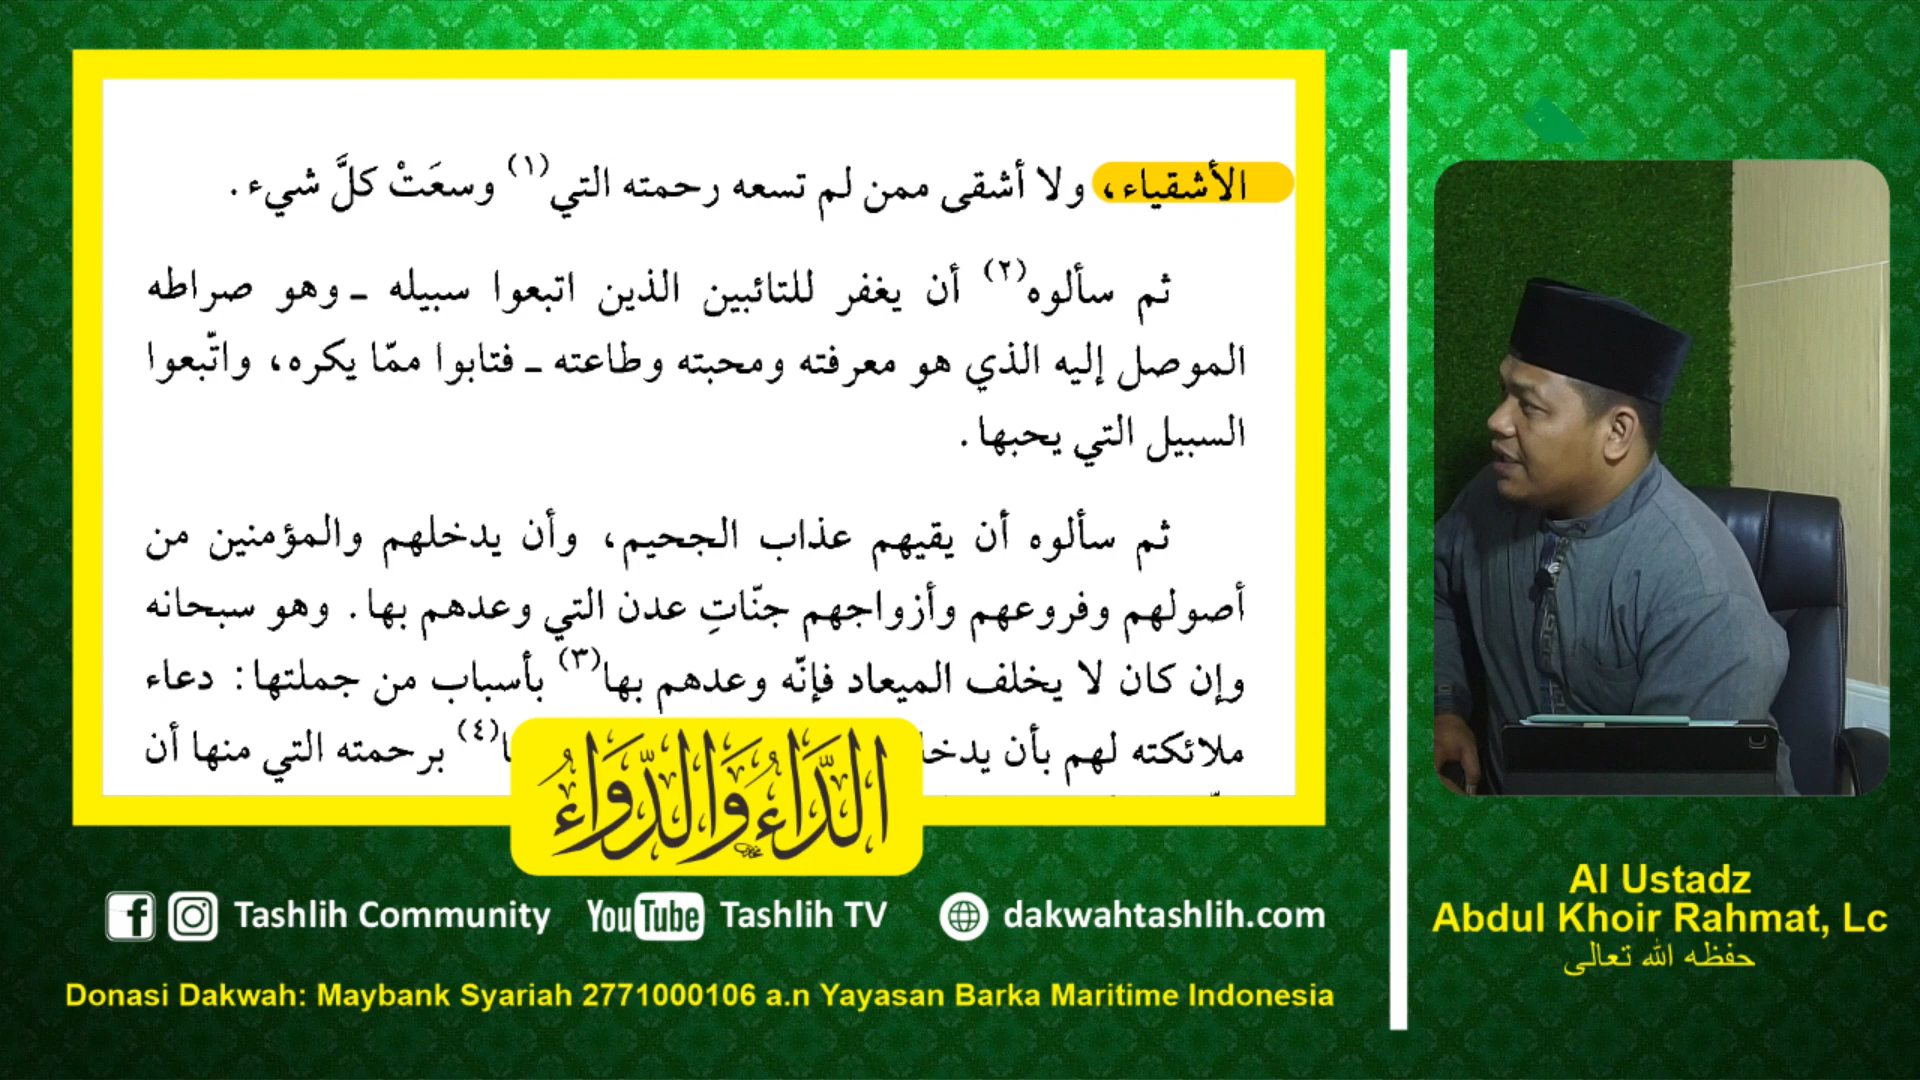 الأشقياء، ولا أشقى ممن لم تسعه رحمته التي(١) وسعَتْ كلَّ شيء.
ثم سألوه(٢) أن يغفر للتائبين الذين اتبعوا سبيله ـ وهو صراطه
الموصل إليه الذي هو معرفته ومحبته وطاعته ـ فتابوا ممّا يكره، واتّبعوا
السبيل التي يحبها.
ثم سألوه أن يقيهم عذاب الجحيم، وأن يدخلهم والمؤمنين من
أصولهم وفروعهم وأزواجهم جنّاتِ عدن التي وعدهم بها. وهو سبحانه
وإن كان لا يخلف الميعاد فإنّه وعدهم بها(٣) بأسباب من جملتها: دعاء
ملائكته لهم بأن (٤) برحمته التي منها أن
الدَّاءُ وَالدَّوَاءُ
Tashlih Community YouTube Tashlih TV dakwahtashlih.com
Donasi Dakwah: Maybank Syariah 2771000106 a.n Yayasan Barka Maritime Indonesia
Al Ustadz
Abdul Khoir Rahmat, Lc
حفظه الله تعالى